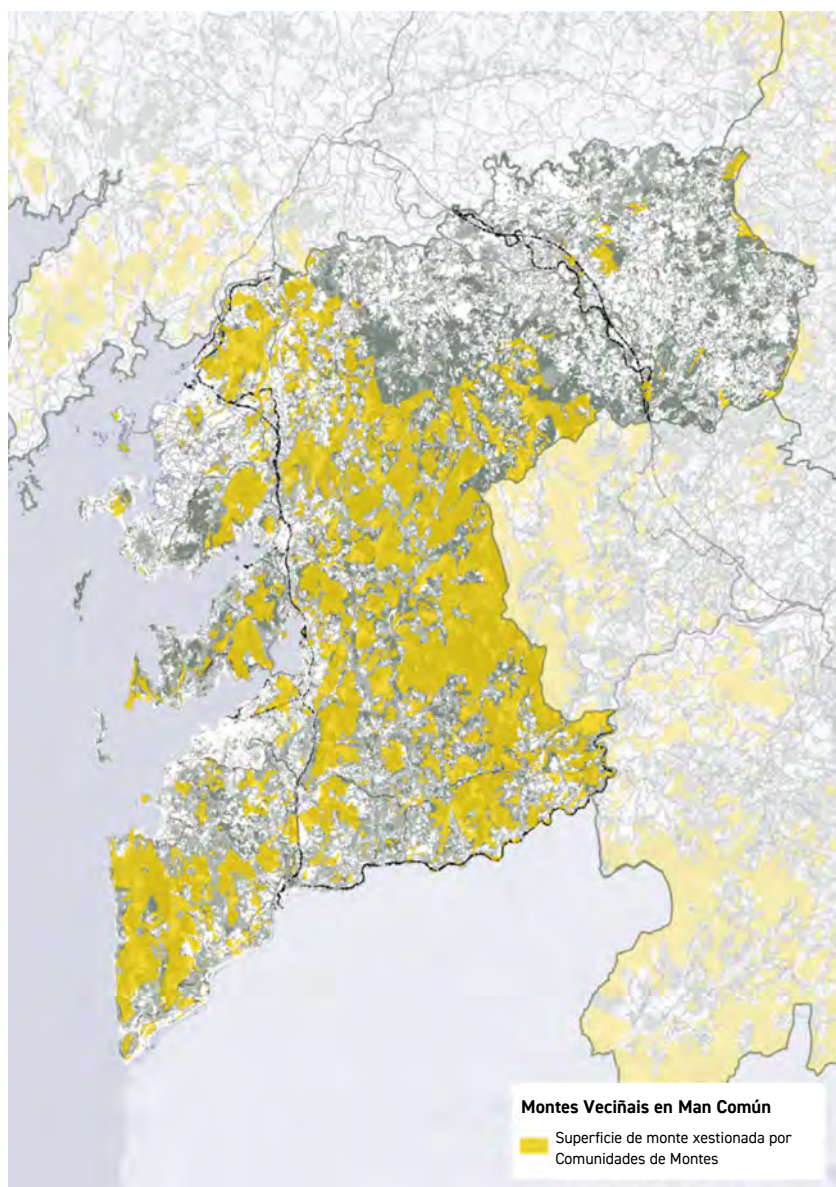 Montes Veciñais en Man Común
Superficie de monte xestionada por
Comunidades de Montes